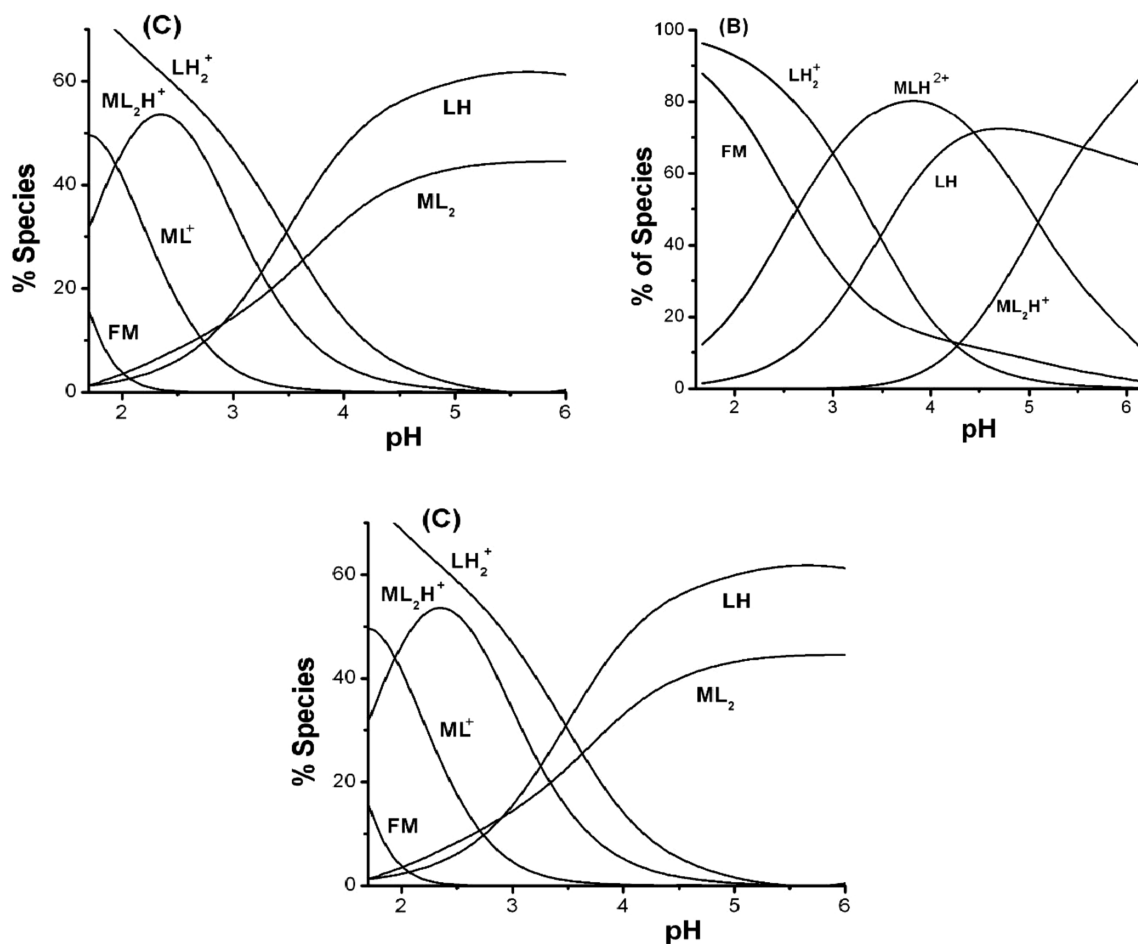 (C)
60
40
20
0
% Species
LH₂⁺
ML₂H⁺
ML⁺
FM
LH
ML₂
2 3 4 5 6
pH
(B)
100
80
60
40
20
0
% of Species
LH₂⁺
FM
MLH²⁺
LH
ML₂H⁺
2 3 4 5 6
pH
(C)
60
40
20
0
% Species
LH₂⁺
ML₂H⁺
ML⁺
FM
LH
ML₂
2 3 4 5 6
pH